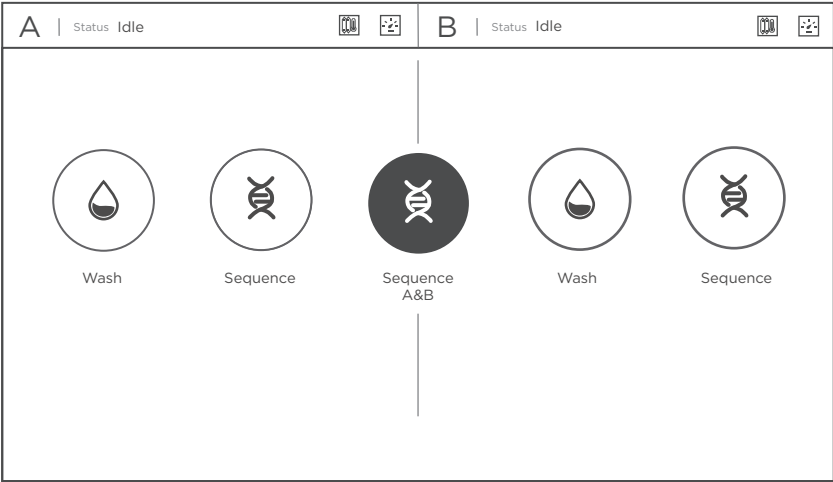 A Status Idle
B Status Idle
Wash
Sequence
Sequence
A&B
Wash
Sequence